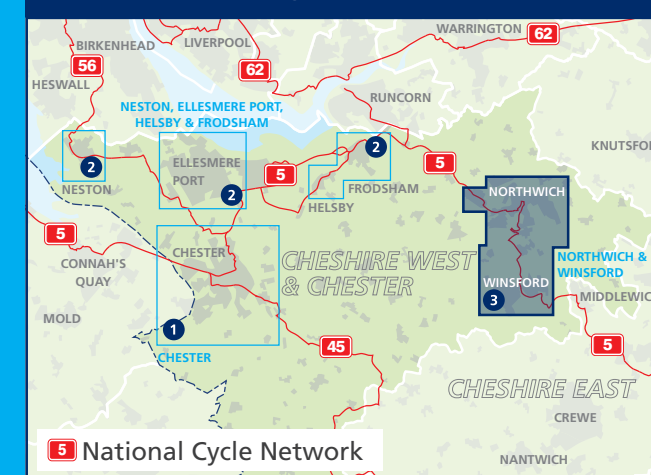 WARRINGTON
62
BIRKENHEAD
LIVERPOOL
56
62
HESWALL
RUNCORN
NESTON, ELLESMERE PORT,
HELSBY & FRODSHAM
2
ELLESMERE
PORT
2
5
2
5
NESTON
FRODSHAM
HELSBY
NORTHWICH
5
CHESTER
CONNAH'S
QUAY
CHESHIRE WEST
& CHESTER
NORTHWICH &
WINSFORD
WINSFORD
3
MIDDLEWIC
MOLD
1
CHESTER
45
5
CHESHIRE EAST
CREWE
NANTWICH
KNUTSFO
5 National Cycle Network